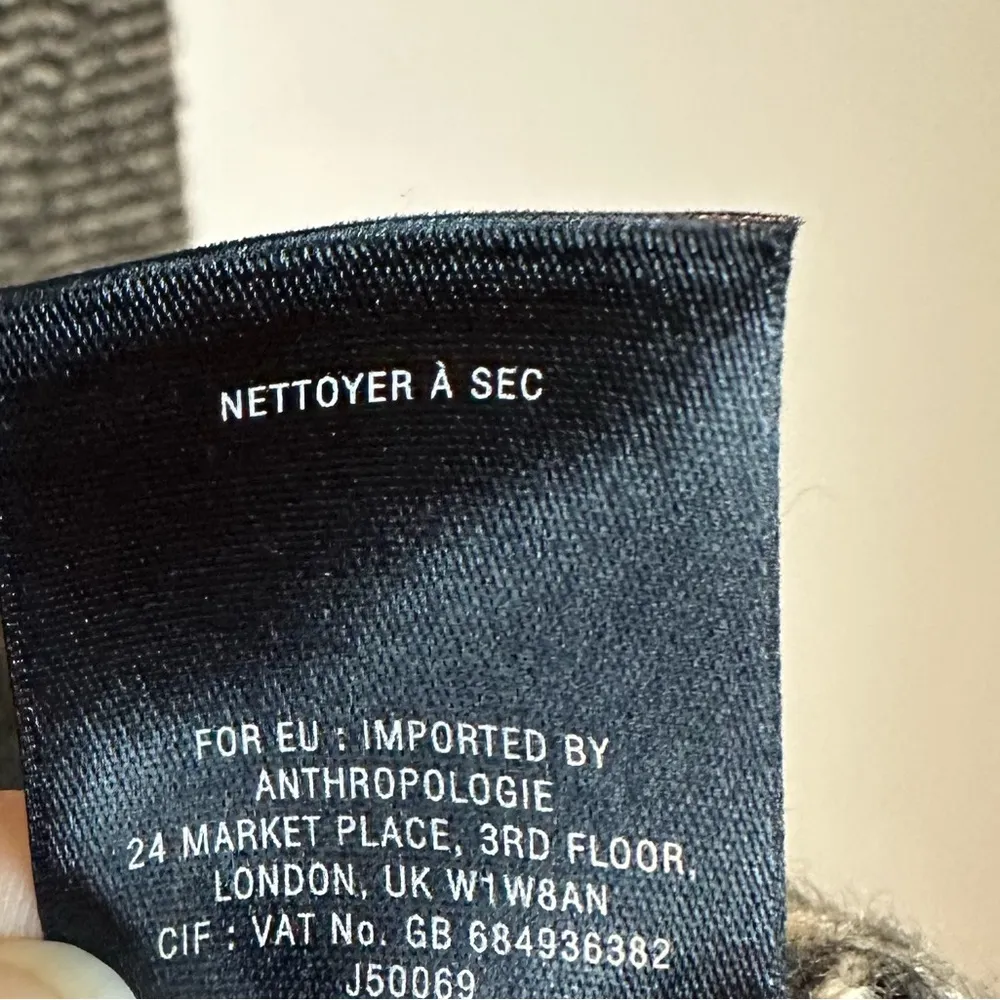 NETTOYER À SEC
FOR EU : IMPORTED BY
ANTHROPOLOGIE
24 MARKET PLACE, 3RD FLOOR,
LONDON, UK W1W8AN
CIF : VAT No. GB 684936382
J50069